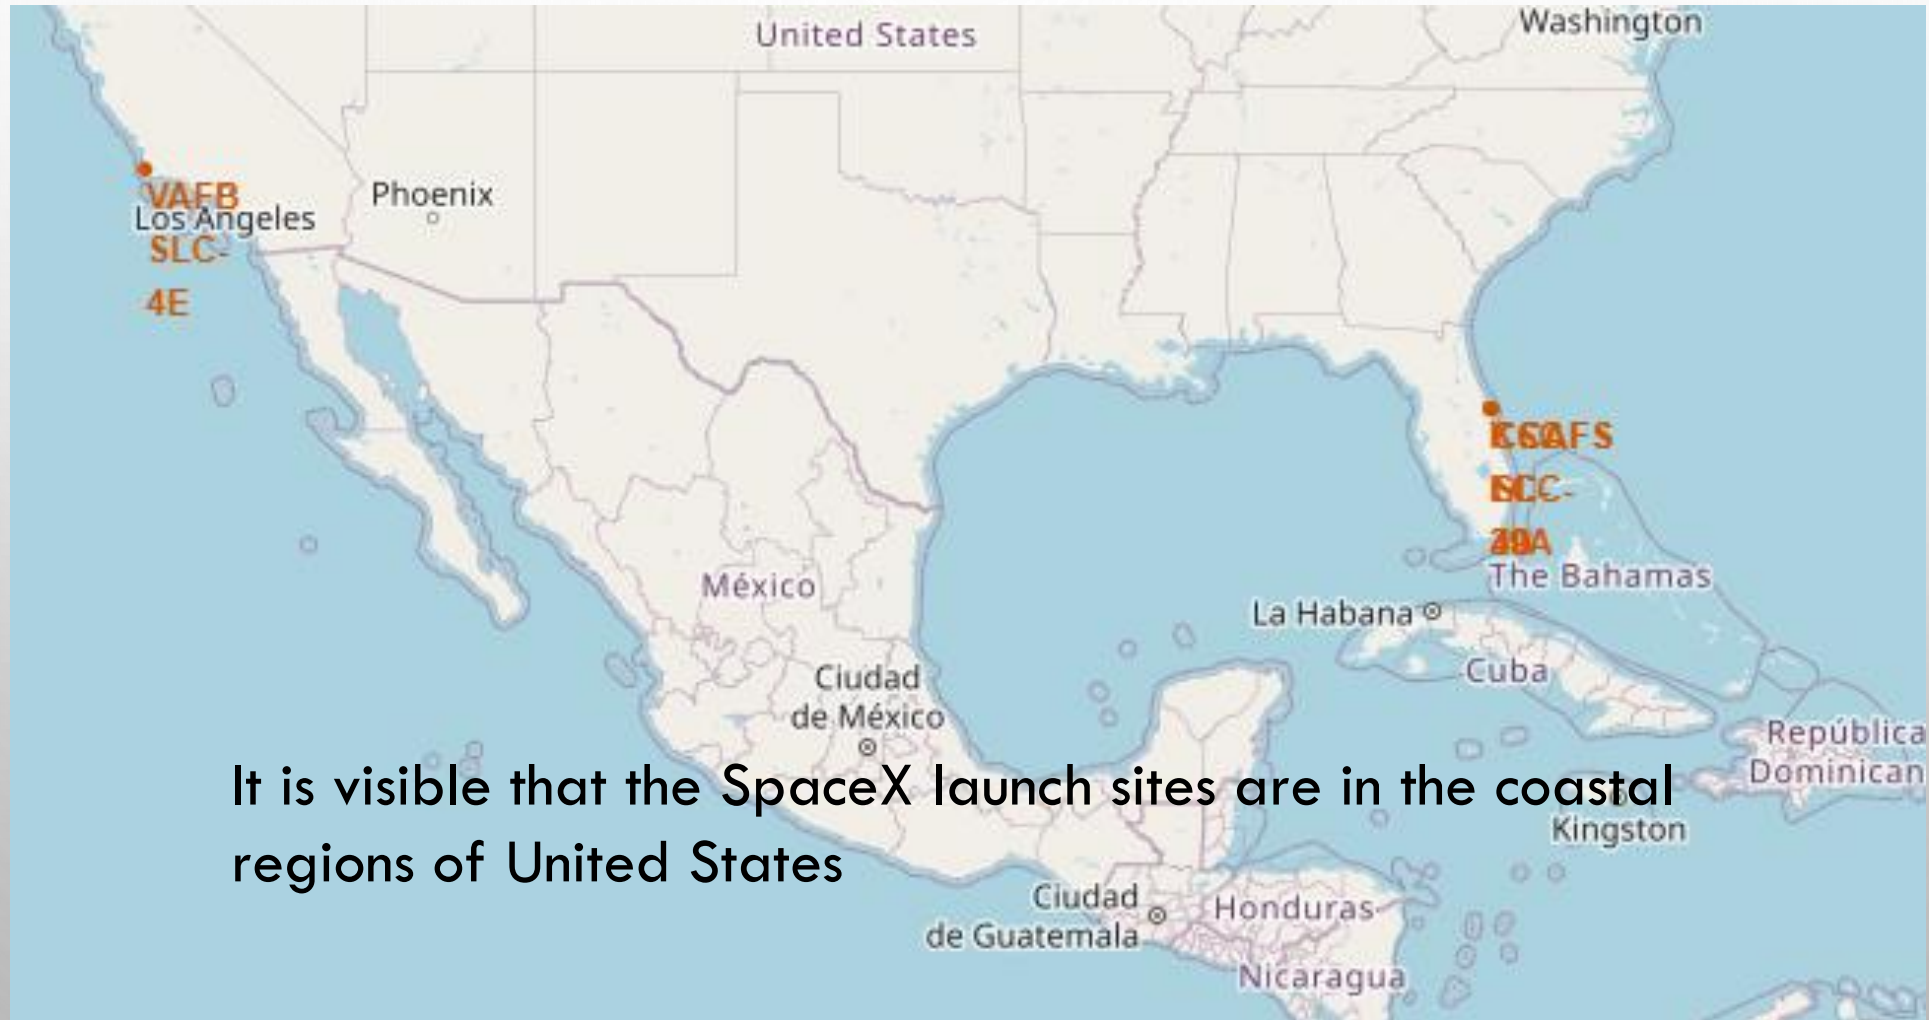 United States
Washington
VAFB
Phoenix
Los Angeles
SLC-
4E
México
The Bahamas
La Habana
Cuba
Ciudad
de México
República
Dominican
It is visible that the SpaceX launch sites are in the coastal
regions of United States
Kingston
Ciudad
de Guatemala
Honduras
Nicaragua